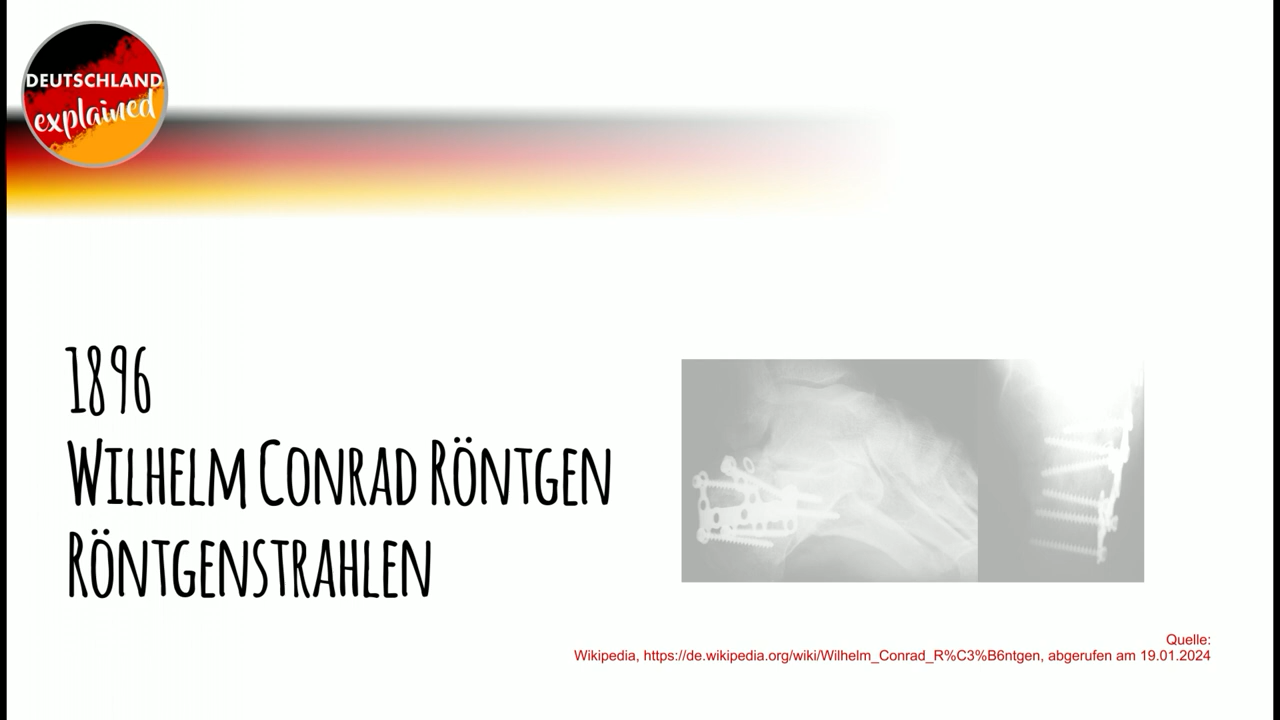 DEUTSCHLAND
explained
1896
Wilhelm Conrad Röntgen
Röntgenstrahlen
Quelle:
Wikipedia, https://de.wikipedia.org/wiki/Wilhelm_Conrad_R%C3%B6ntgen, abgerufen am 19.01.2024